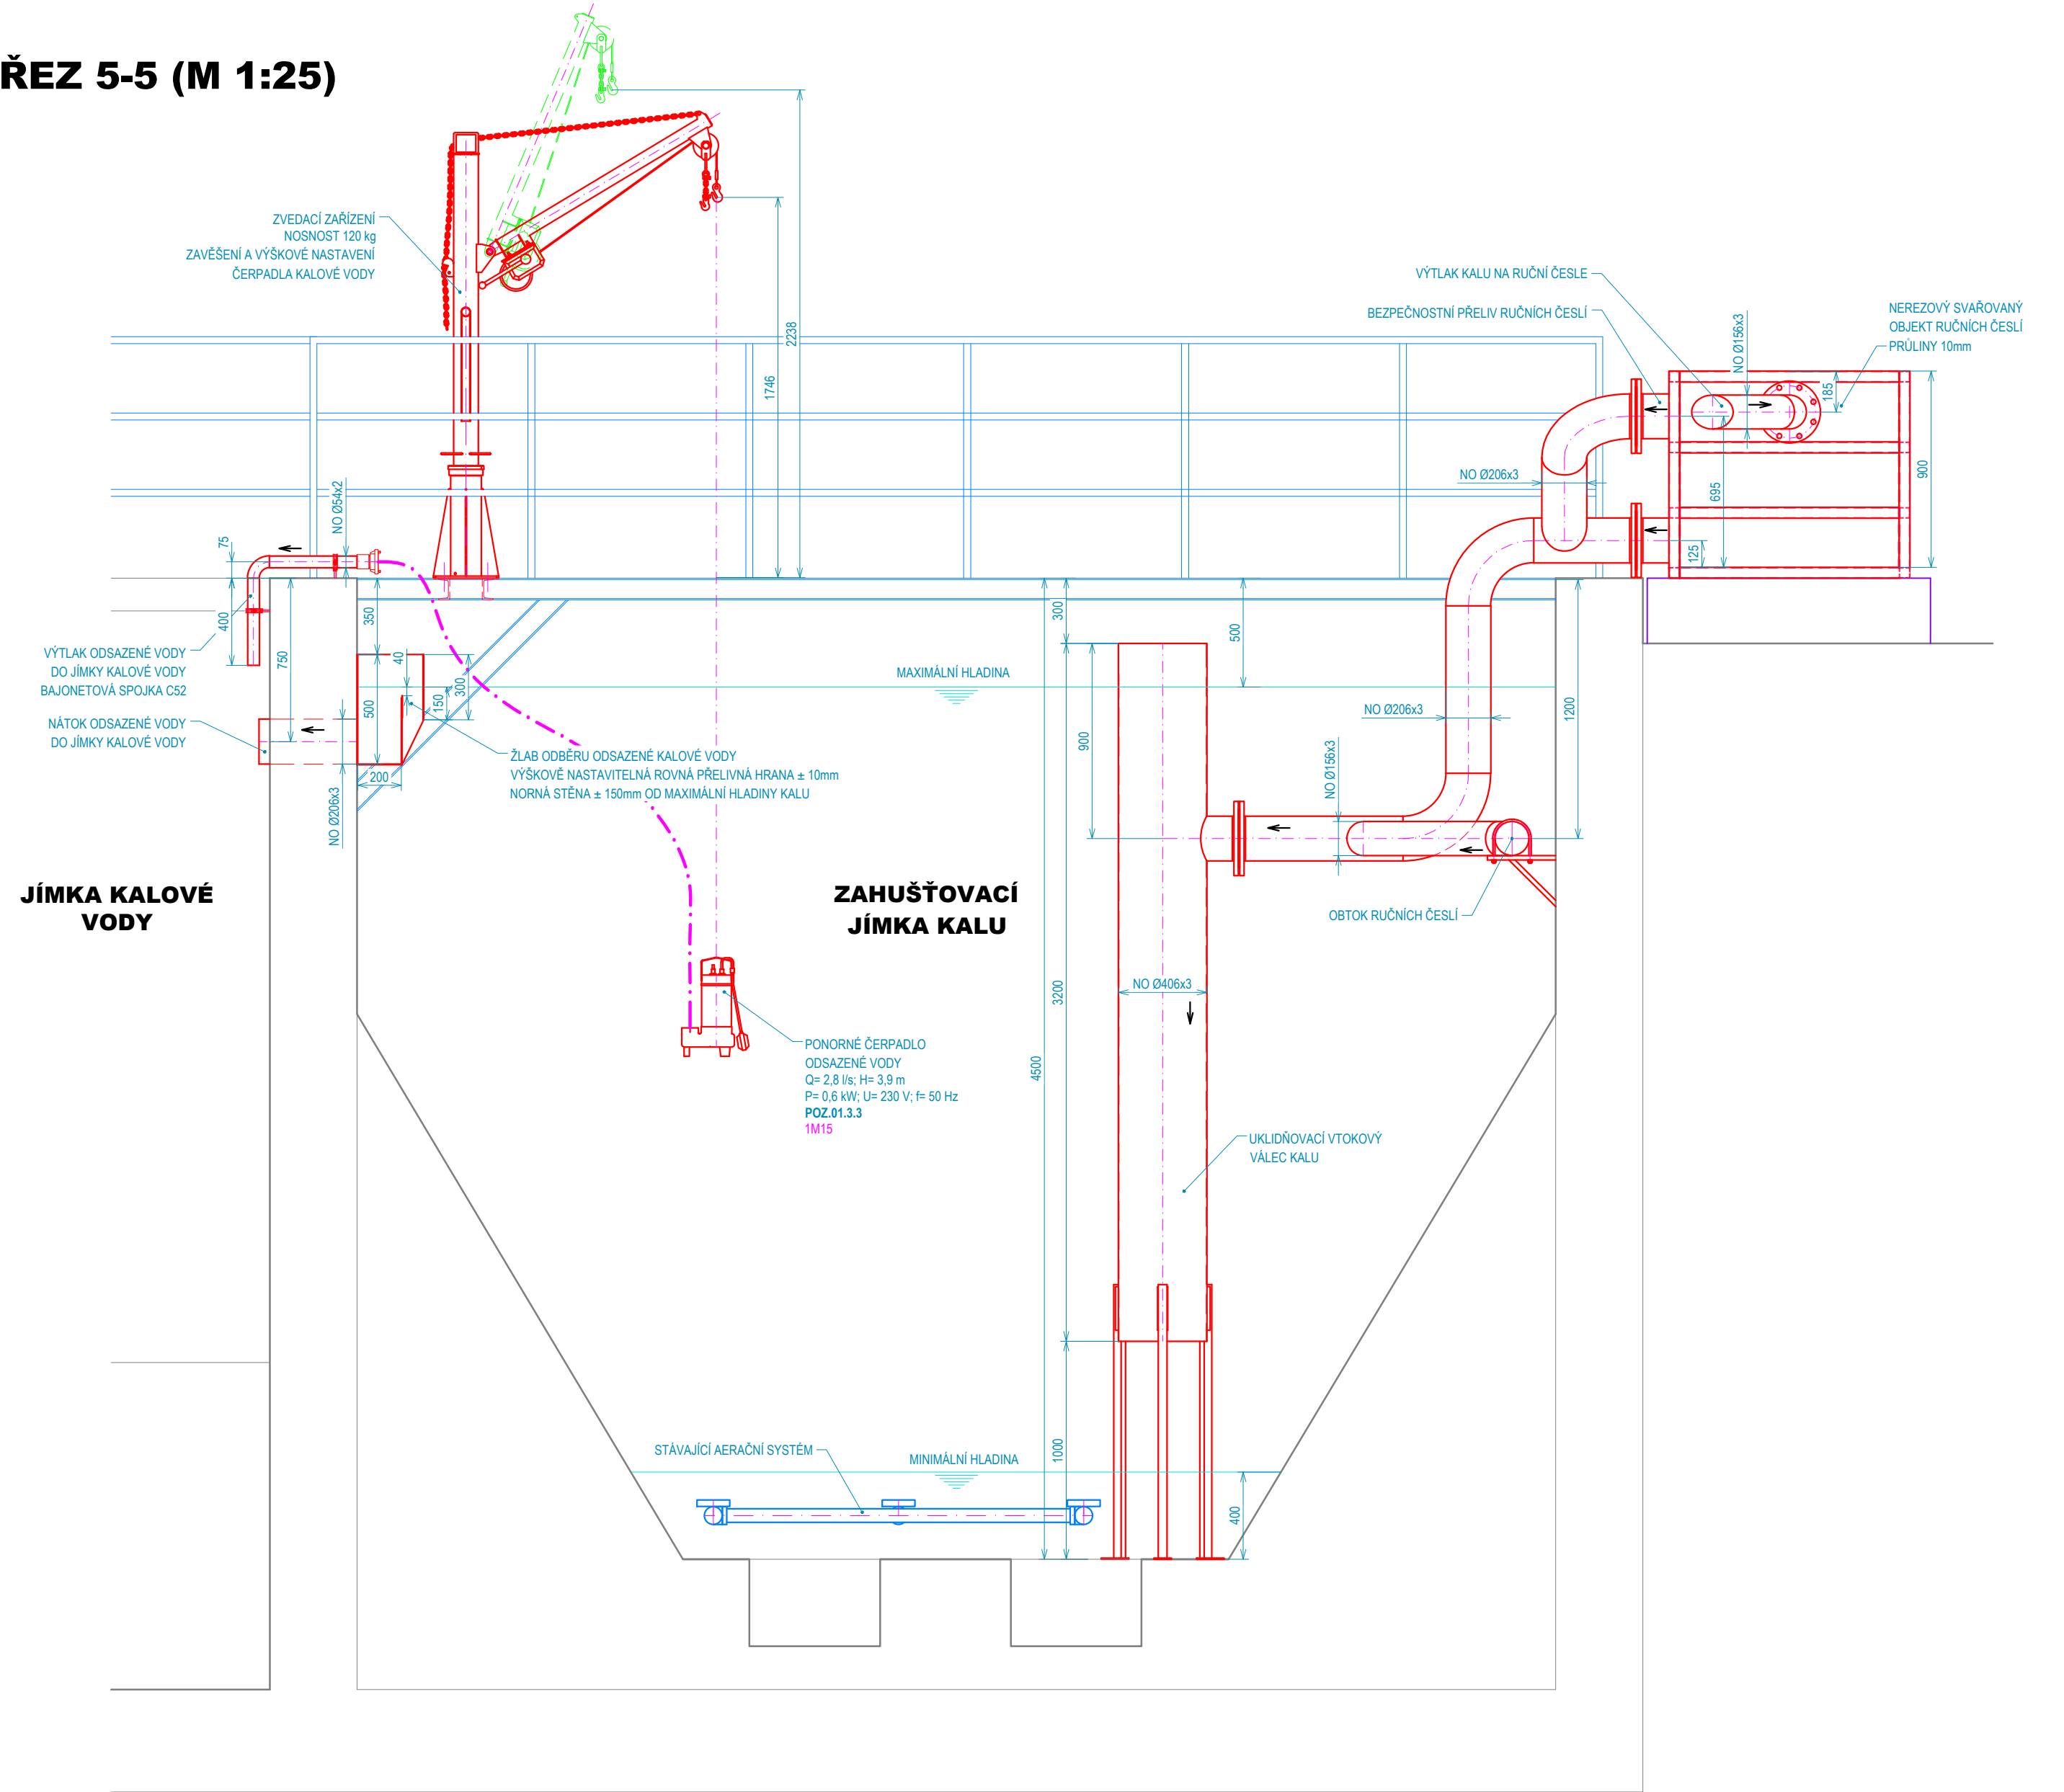 ŘEZ 5-5 (M 1:25)
ZVEDACÍ ZAŘÍZENÍ
NOSNOST 120 kg
ZAVĚŠENÍ A VÝŠKOVÉ NASTAVENÍ
ČERPADLA KALOVÉ VODY
2238
1746
VÝTLAK KALU NA RUČNÍ ČESLE
BEZPEČNOSTNÍ PŘELIV RUČNÍCH ČESLÍ
NEREZOVÝ SVAŘOVANÝ
OBJEKT RUČNÍCH ČESLÍ
PRŮLINY 10mm
NO Ø156x3
185
900
695
125
NO Ø206x3
NO Ø54x2
75
400
750
350
500
40
150
300
200
NO Ø206x3
VÝTLAK ODSAZENÉ VODY
DO JÍMKY KALOVÉ VODY
BAJONETOVÁ SPOJKA C52
NÁTOK ODSAZENÉ VODY
DO JÍMKY KALOVÉ VODY
ŽLAB ODBĚRU ODSAZENÉ KALOVÉ VODY
VÝŠKOVĚ NASTAVITELNÁ ROVNÁ PŘELIVNÁ HRANA ± 10mm
NORNÁ STĚNA ± 150mm OD MAXIMÁLNÍ HLADINY KALU
MAXIMÁLNÍ HLADINA
300
500
900
1200
NO Ø206x3
NO Ø156x3
JÍMKA KALOVÉ
VODY
ZAHUŠŤOVACÍ
JÍMKA KALU
OBTOK RUČNÍCH ČESLÍ
NO Ø406x3
3200
4500
PONORNÉ ČERPADLO
ODSAZENÉ VODY
Q= 2,8 l/s; H= 3,9 m
P= 0,6 kW; U= 230 V; f= 50 Hz
POZ.01.3.3
1M15
UKLIDŇOVACÍ VTOKOVÝ
VÁLEC KALU
STÁVAJÍCÍ AERAČNÍ SYSTÉM
MINIMÁLNÍ HLADINA
1000
400